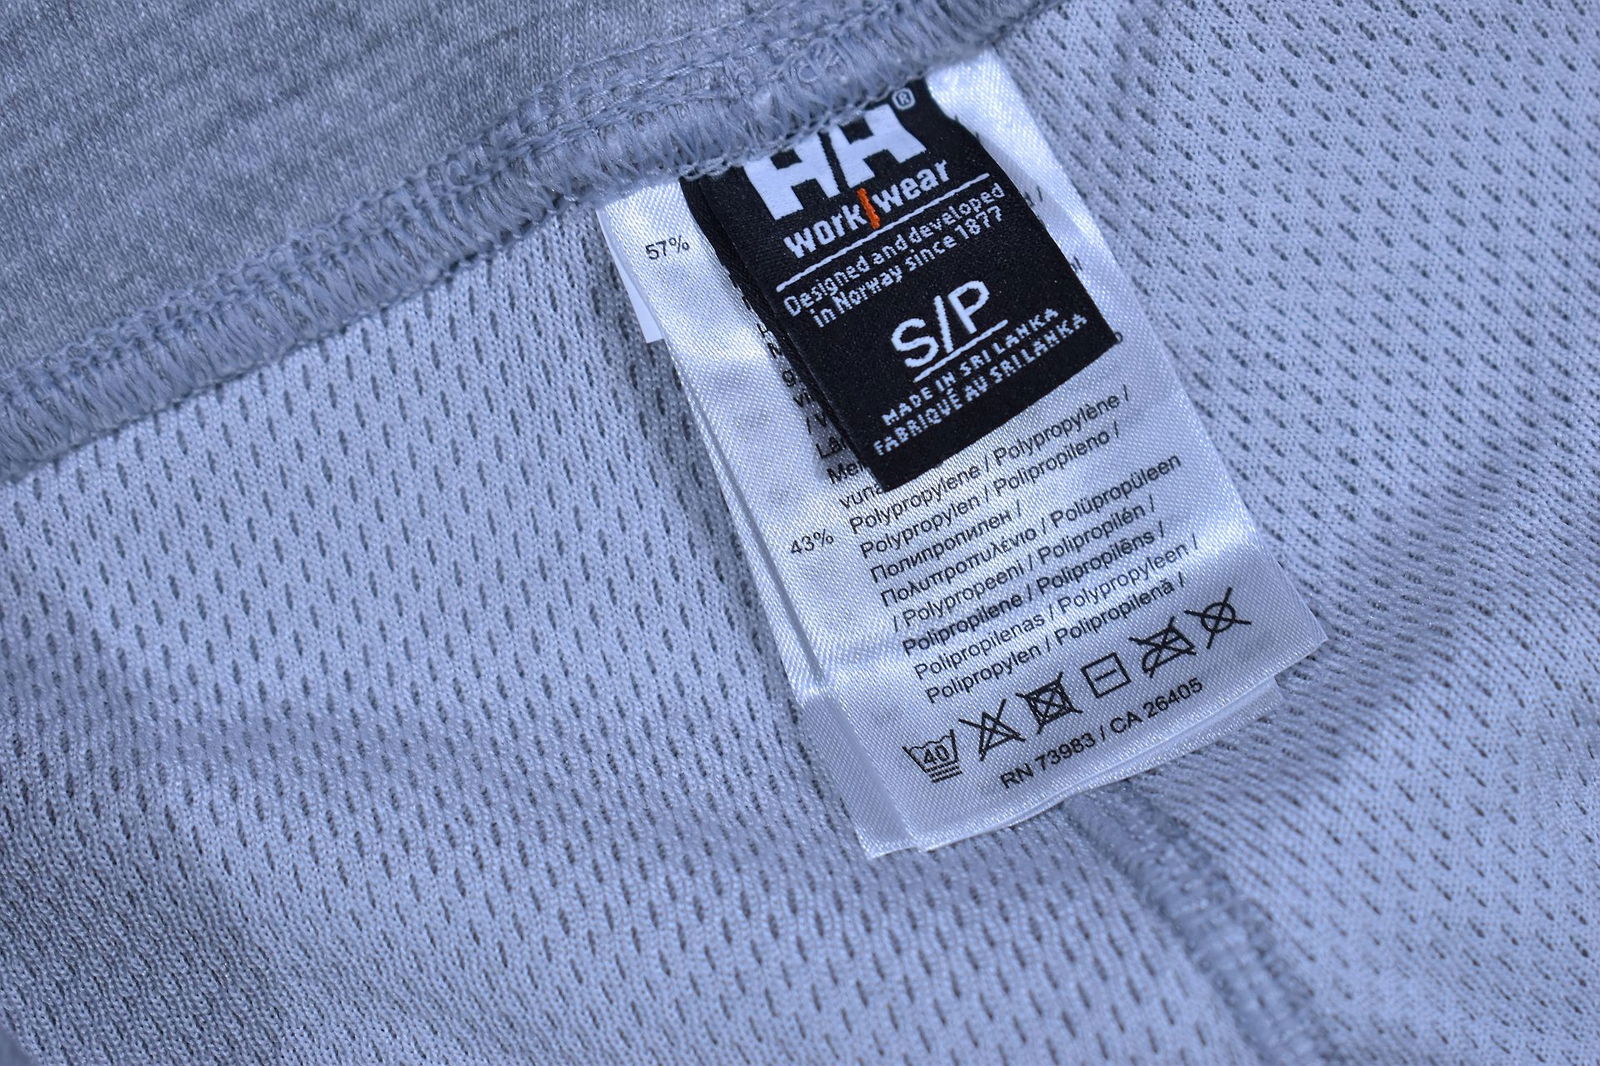 HH®
work|wear
Designed and developed
in Norway since 1877
S/P
MADE IN SRI LANKA
FABRIQUÉ AU SRI LANKA
57%
43%
Polypropylene / Polypropylène /
Polypropylen / Polipropileno /
Полипропилен /
Πολυπροπυλένιο / Polüpropüleen
/ Polypropeeni / Polipropilén /
Polipropilene / Polipropilēns /
Polipropilenas / Polypropyleen /
Polipropylen / Polipropilenă /
40
RN 73983 / CA 26405